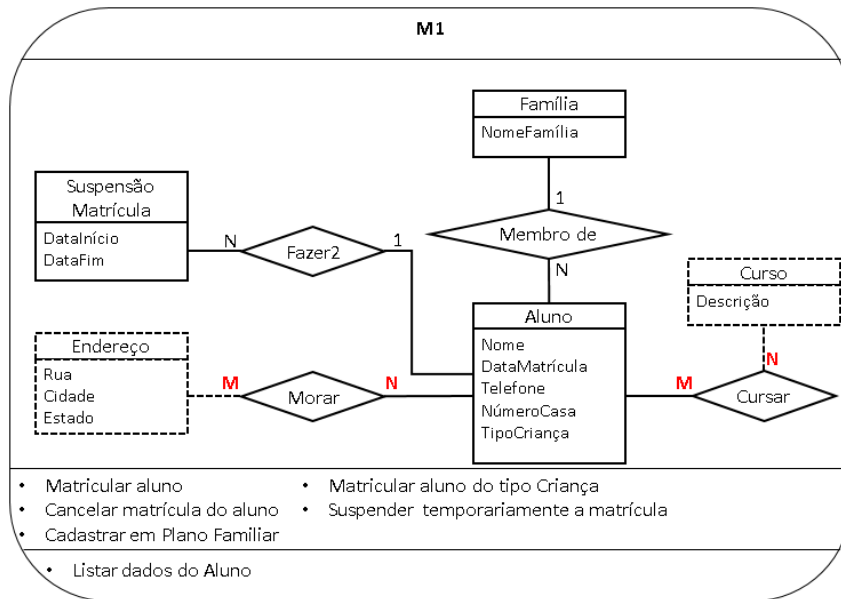 M1
Família
NomeFamília
1
Membro de
N
Suspensão
Matrícula
DataInício
DataFim
N
Fazer2
1
Curso
Descrição
N
Aluno
Nome
DataMatrícula
Telefone
NúmeroCasa
TipoCriança
Endereço
Rua
Cidade
Estado
M
Morar
N
M
Cursar
• Matricular aluno
• Cancelar matrícula do aluno
• Cadastrar em Plano Familiar
• Matricular aluno do tipo Criança
• Suspender temporariamente a matrícula
• Listar dados do Aluno